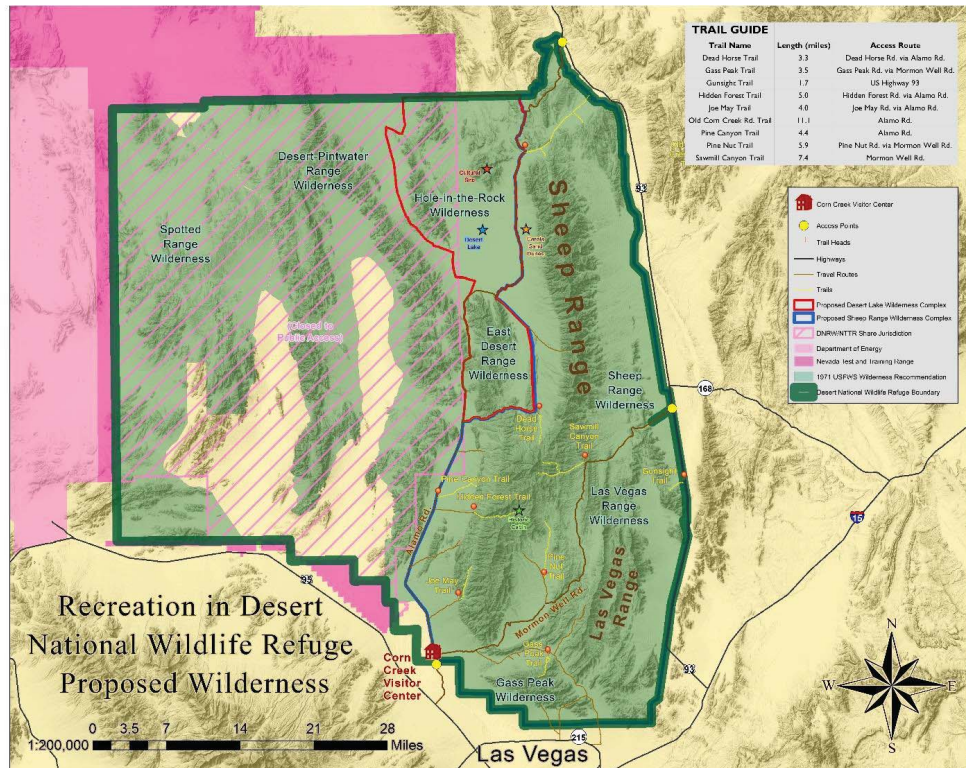 TRAIL GUIDE
Trail Name Length (miles) Access Route
Dead Horse Trail 3.3 Dead Horse Rd. via Alamo Rd.
Gass Peak Trail 3.5 Gass Peak Rd. via Mormon Well Rd.
Gunsight Trail 1.7 US Highway 93
Hidden Forest Trail 5.0 Hidden Forest Rd. via Alamo Rd.
Joe May Trail 4.0 Joe May Rd. via Alamo Rd.
Old Corn Creek Rd. Trail 11.1 Alamo Rd.
Pine Canyon Trail 4.4 Alamo Rd.
Pine Nut Trail 5.9 Pine Nut Rd. via Mormon Well Rd.
Sawmill Canyon Trail 7.4 Mormon Well Rd.
Corn Creek Visitor Center
Access Points
Trail Heads
Highways
Travel Routes
Trails
Proposed Desert Lake Wilderness Complex
Proposed Sheep Range Wilderness Complex
DNRW/NTTR Share Jurisdiction
Department of Energy
Nevada Test and Training Range
1971 USFWS Wilderness Recommendation
Desert National Wildlife Refuge Boundary
Desert-Pintwater
Range
Wilderness
Hole-in-the-Rock
Wilderness
Spotted
Range
Wilderness
Cultural
Site
Desert
Lake
Sheep Range
(Closed to
Public Access)
East
Desert
Range
Wilderness
Sheep
Range
Wilderness
93
168
Dead
Horse
Trail
Sawmill
Canyon
Trail
Gunsight
Trail
Pine Canyon Trail
Hidden Forest Trail
Historic
Cabin
Las Vegas
Range
Wilderness
Alamo Rd.
15
95
Joe May
Trail
Pine
Nut
Trail
Mormon Well Rd.
Las Vegas
Range
Gass
Peak
Trail
93
Corn
Creek
Visitor
Center
Gass Peak
Wilderness
Recreation in Desert
National Wildlife Refuge
Proposed Wilderness
0 3.5 7 14 21 28
1:200,000 Miles
Las Vegas
215
N
W E
S